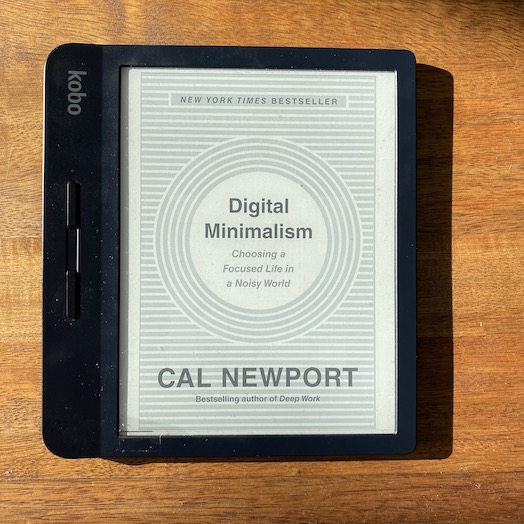 kobo
NEW YORK TIMES BESTSELLER
Digital
Minimalism
Choosing a
Focused Life in
a Noisy World
CAL NEWPORT
Bestselling author of Deep Work